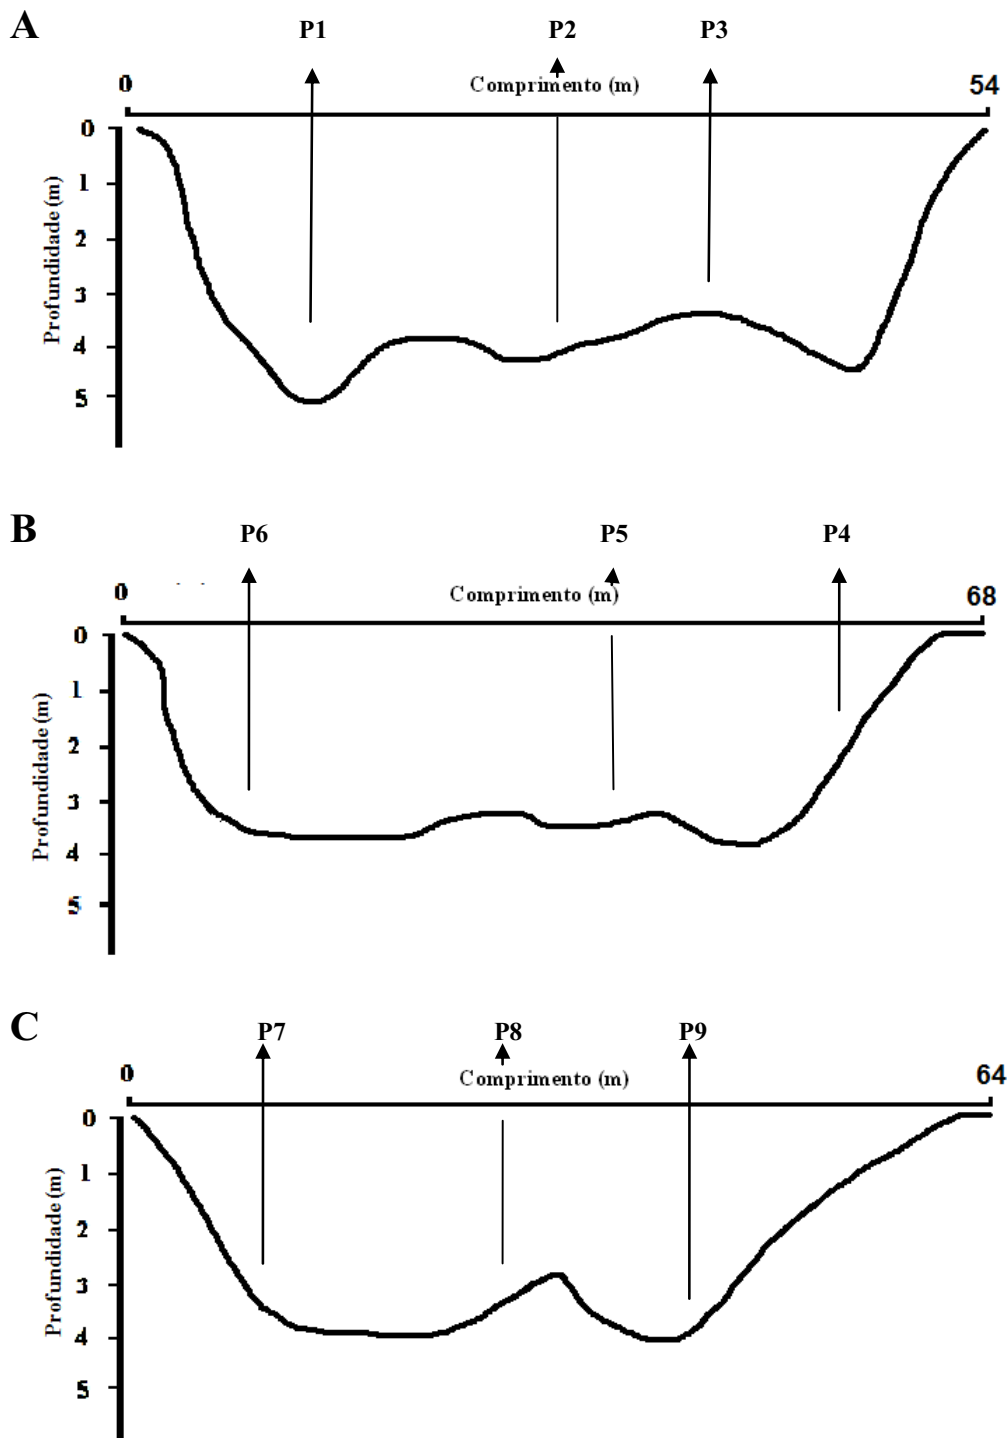 A
P1 P2 P3
0 Comprimento (m) 54
0
1
2
3
4
5
Profundidade (m)
B
P6 P5 P4
0 Comprimento (m) 68
0
1
2
3
4
5
Profundidade (m)
C
P7 P8 P9
0 Comprimento (m) 64
0
1
2
3
4
5
Profundidade (m)